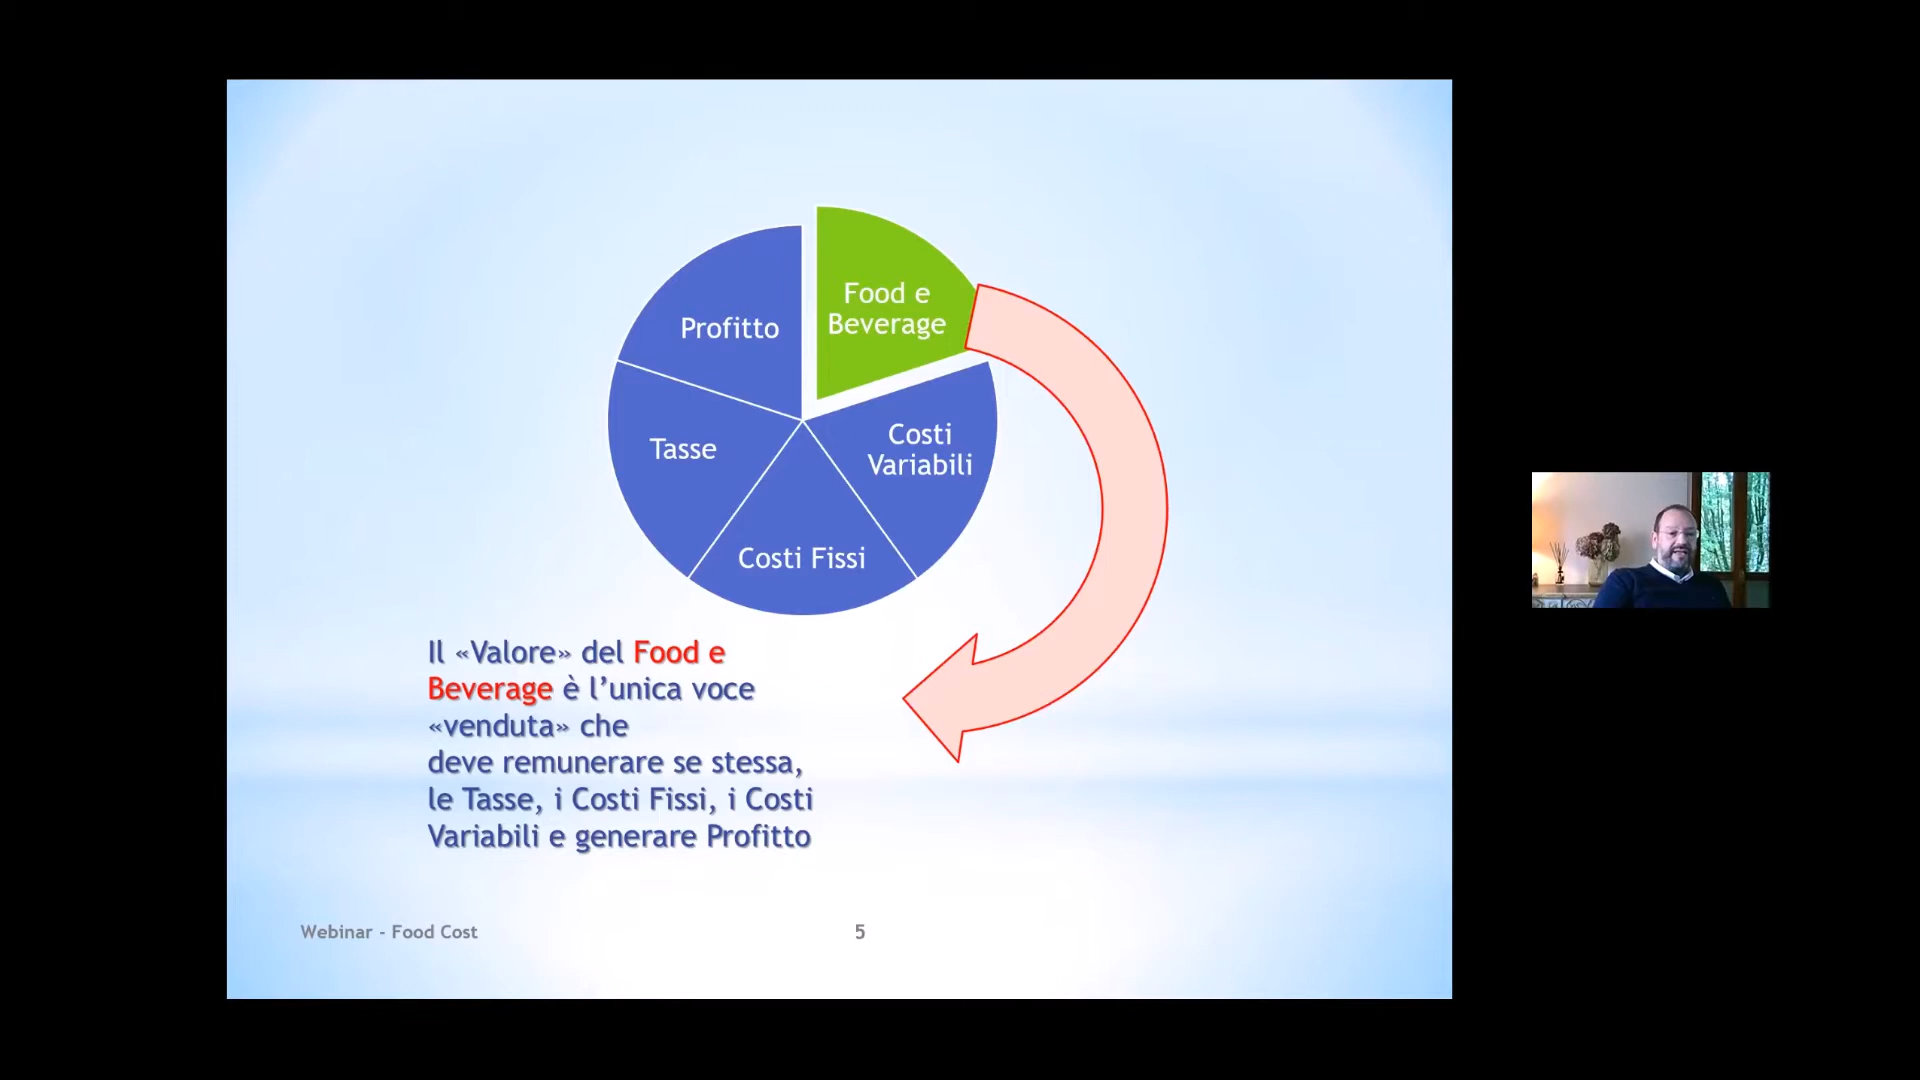 Food e
Beverage
Profitto
Costi
Variabili
Tasse
Costi Fissi
Il «Valore» del Food e
Beverage è l’unica voce
«venduta» che
deve remunerare se stessa,
le Tasse, i Costi Fissi, i Costi
Variabili e generare Profitto
Webinar - Food Cost
5